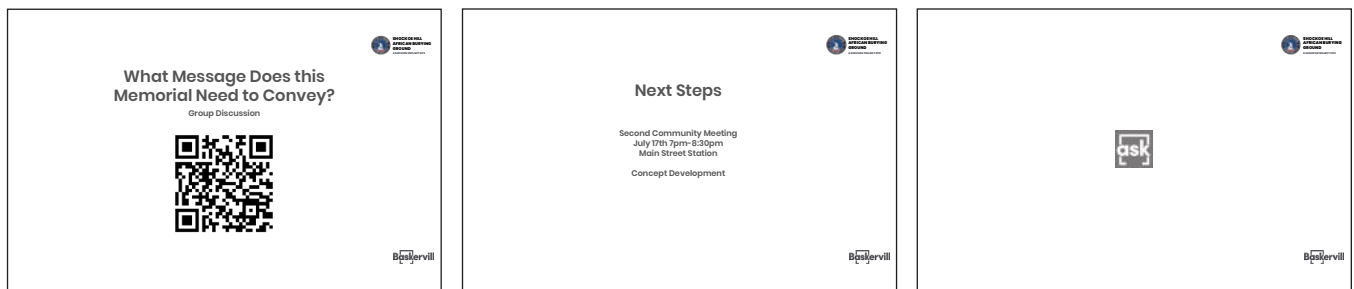 SHOCKOE HILL
AFRICAN BURYING
GROUND
What Message Does this
Memorial Need to Convey?
Group Discussion
Baskervill
SHOCKOE HILL
AFRICAN BURYING
GROUND
Next Steps
Second Community Meeting
July 17th 7pm-8:30pm
Main Street Station
Concept Development
Baskervill
SHOCKOE HILL
AFRICAN BURYING
GROUND
ask
Baskervill